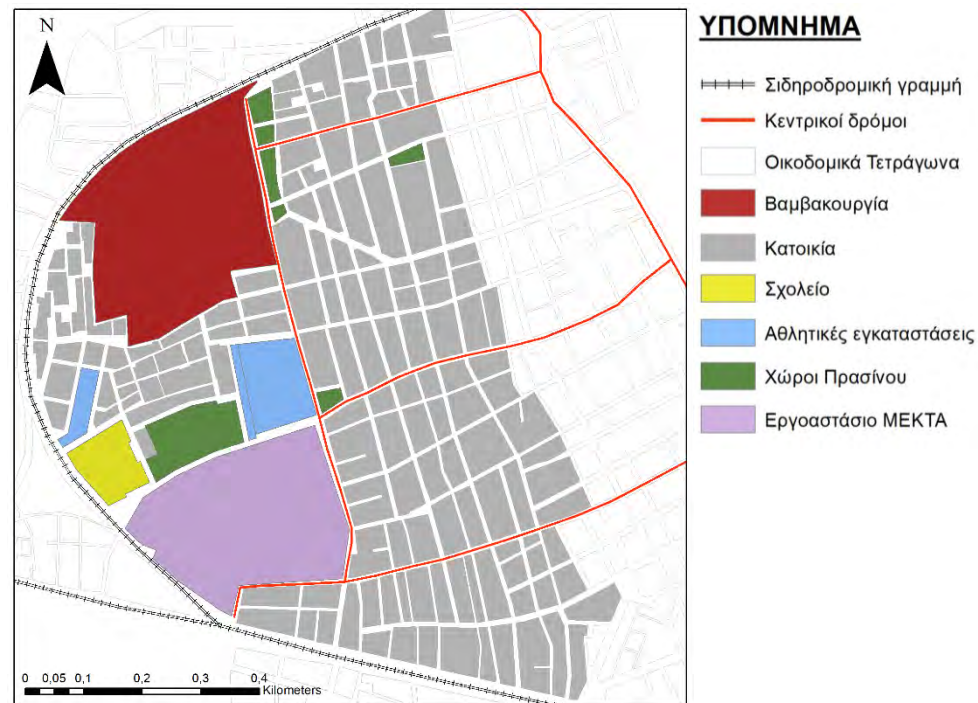 N
ΥΠΟΜΝΗΜΑ
Σιδηροδρομική γραμμή
Κεντρικοί δρόμοι
Οικοδομικά Τετράγωνα
Βαμβακουργία
Κατοικία
Σχολείο
Αθλητικές εγκαταστάσεις
Χώροι Πρασίνου
Εργοαστάσιο ΜΕΚΤΑ
0 0,05 0,1 0,2 0,3 0,4
Kilometers